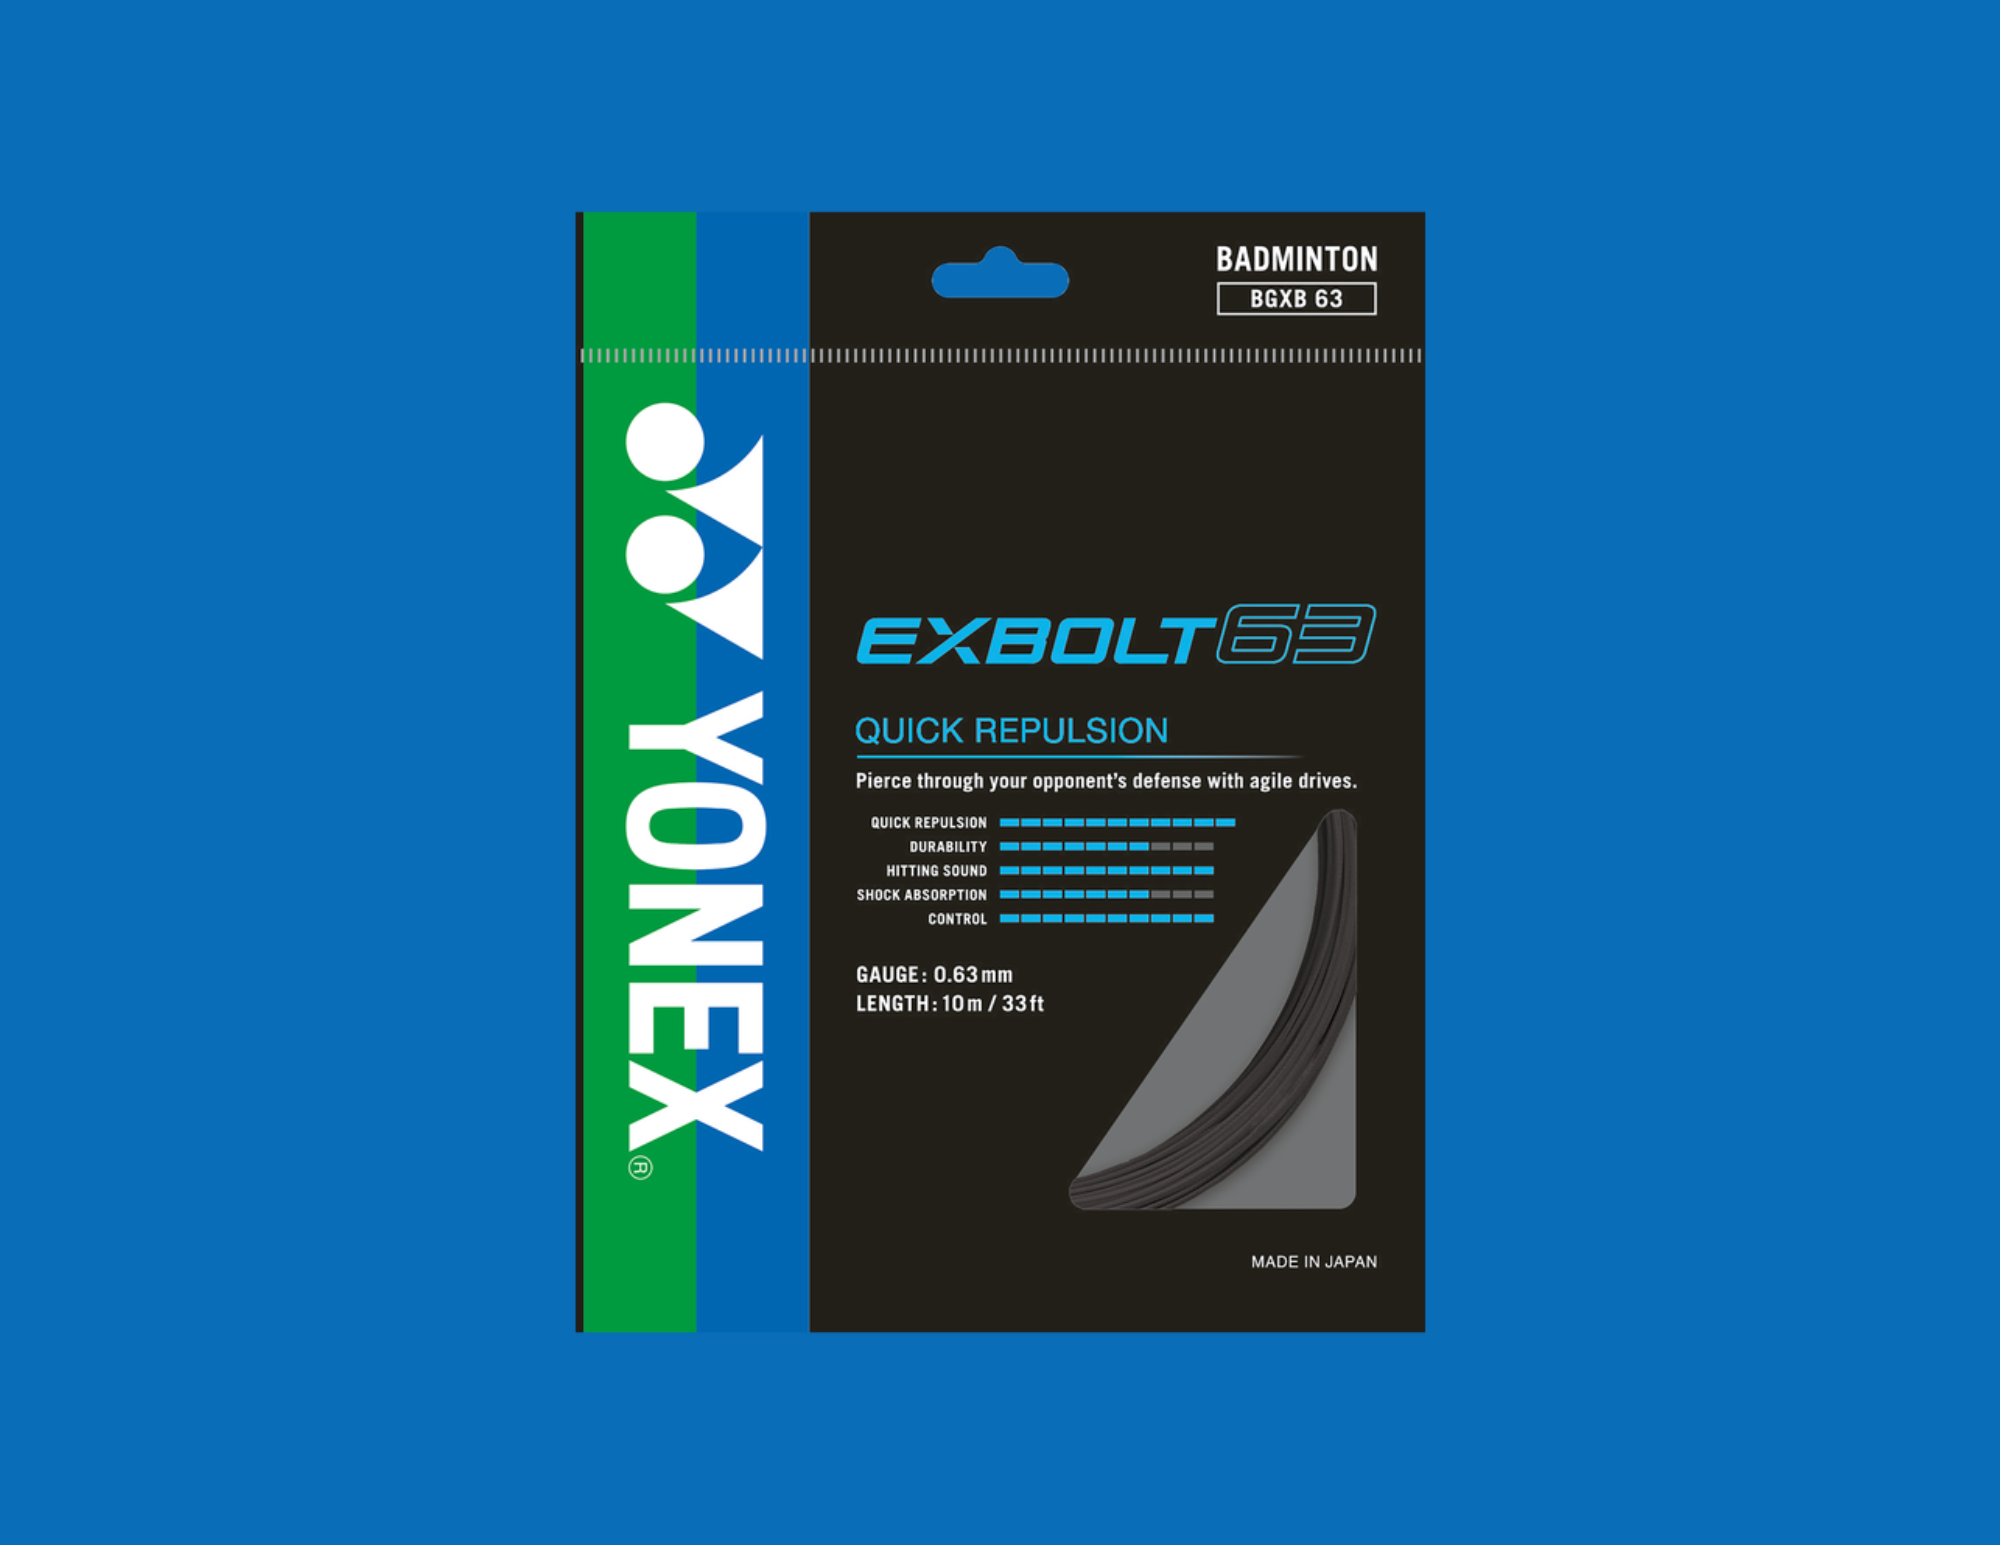 BADMINTON
BGXB 63
YONEX®
EXBOLT63
QUICK REPULSION
Pierce through your opponent's defense with agile drives.
QUICK REPULSION
DURABILITY
HITTING SOUND
SHOCK ABSORPTION
CONTROL
GAUGE: 0.63mm
LENGTH: 10m / 33ft
MADE IN JAPAN